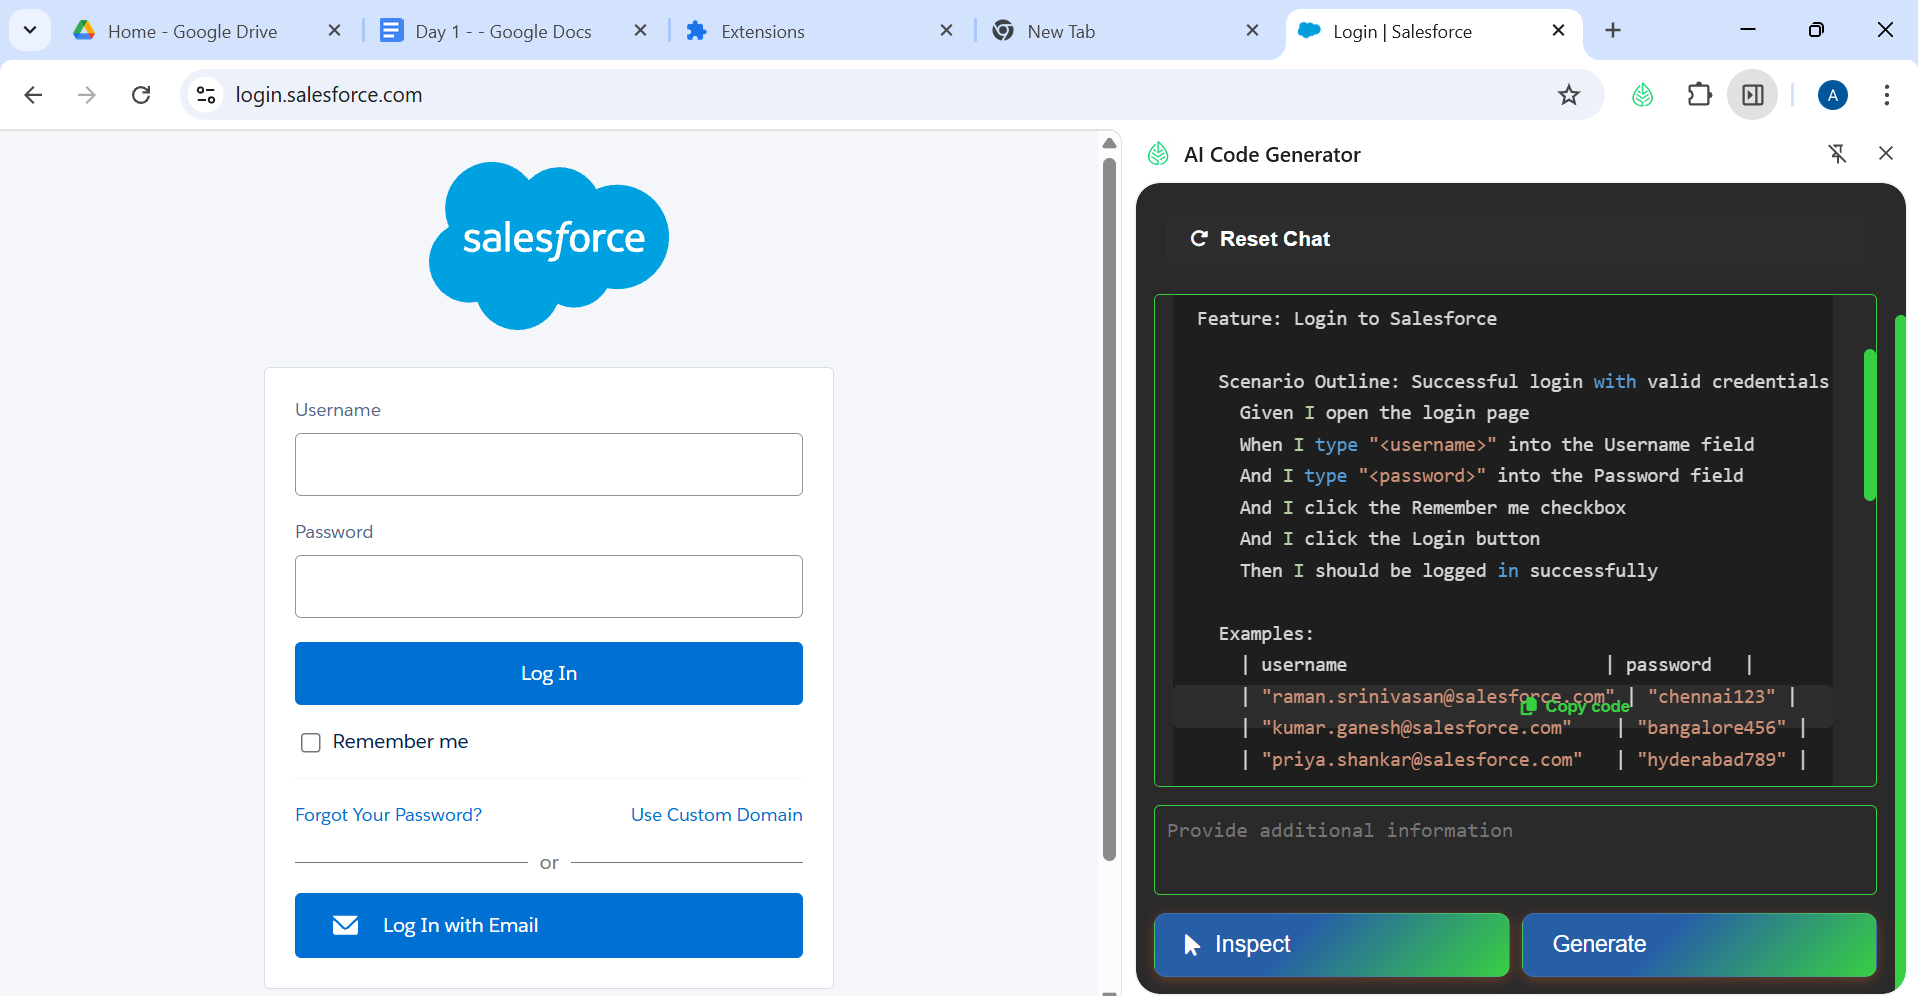 Home - Google Drive
Day 1 - - Google Docs
Extensions
New Tab
Login | Salesforce
login.salesforce.com
A
salesforce
Username
Password
Log In
Remember me
Forgot Your Password?
Use Custom Domain
or
Log In with Email
AI Code Generator
Reset Chat
Feature: Login to Salesforce
Scenario Outline: Successful login with valid credentials
Given I open the login page
When I type "<username>" into the Username field
And I type "<password>" into the Password field
And I click the Remember me checkbox
And I click the Login button
Then I should be logged in successfully
Examples:
| username | password |
| "raman.srinivasan@salesforce.com" | "chennai123" |
Copy code
| "kumar.ganesh@salesforce.com" | "bangalore456" |
| "priya.shankar@salesforce.com" | "hyderabad789" |
Provide additional information
Inspect
Generate